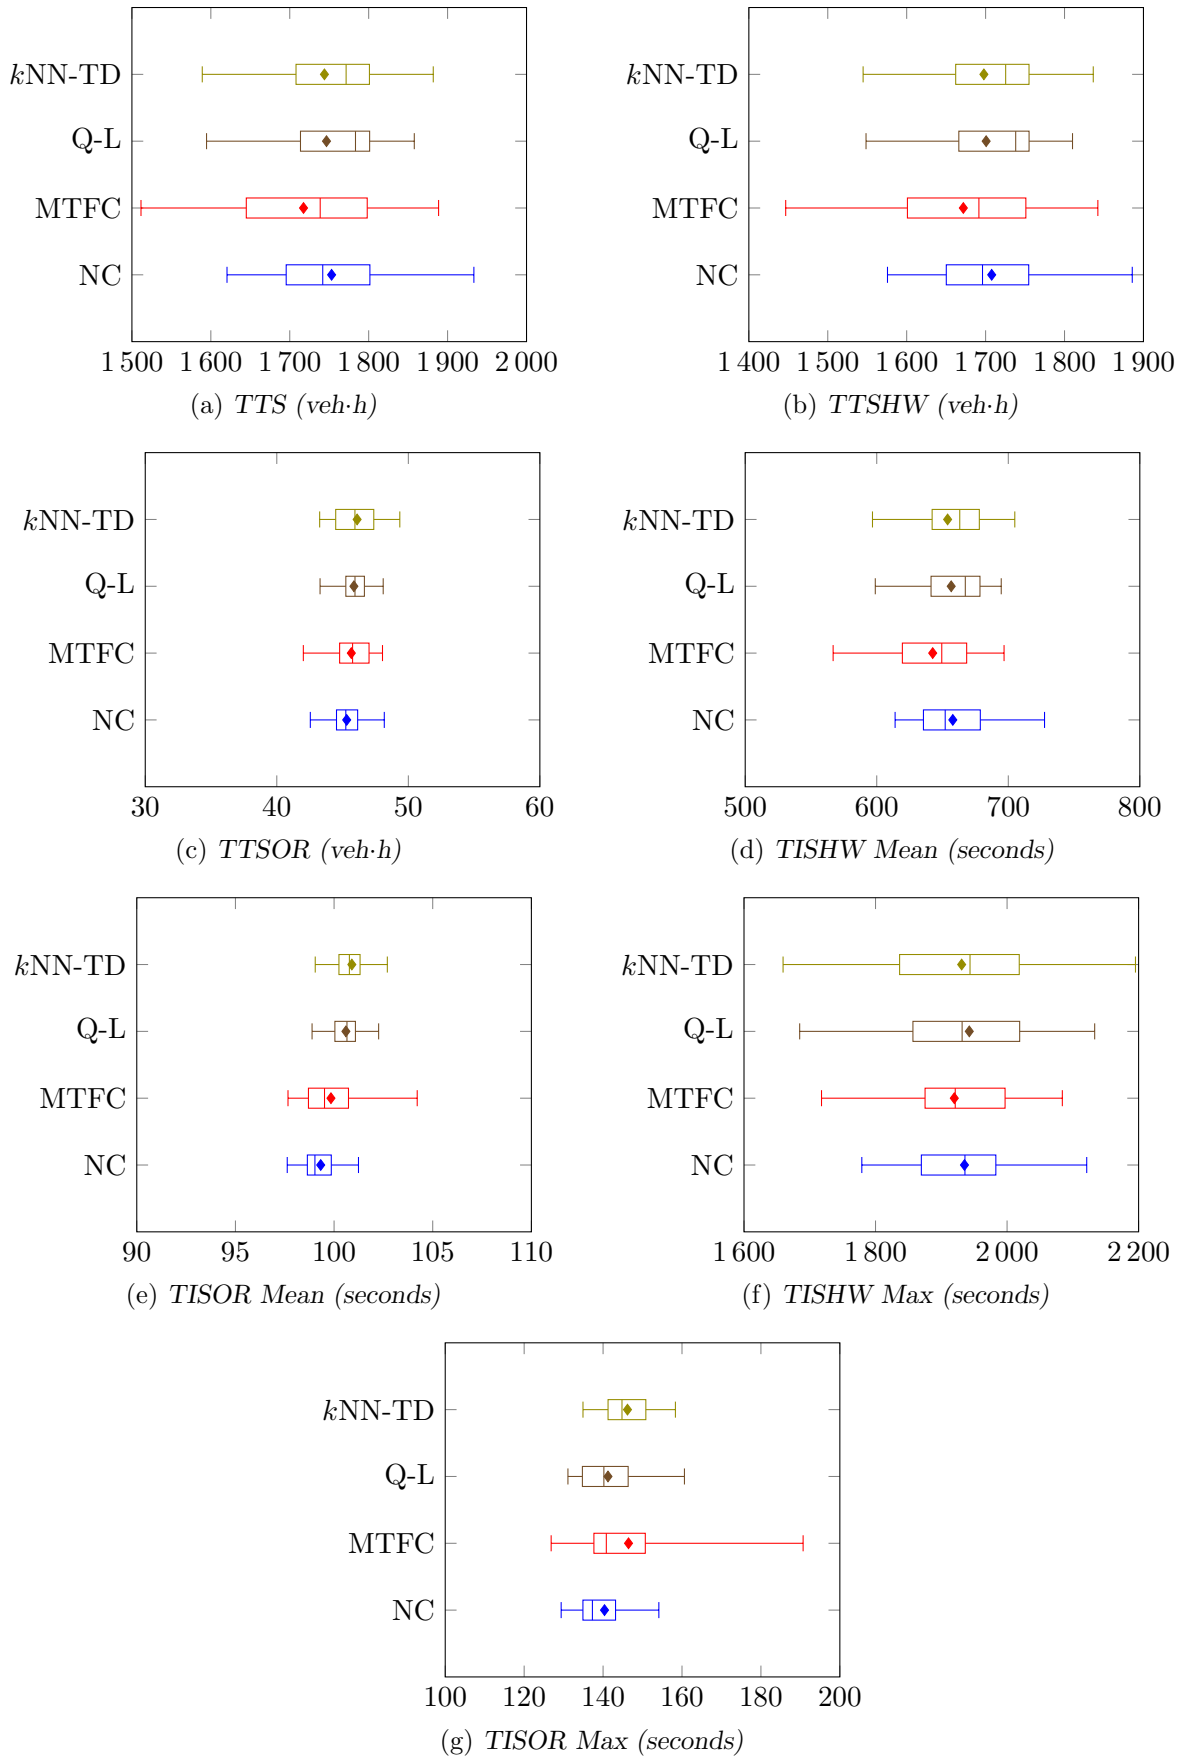 kNN-TD
Q-L
MTFC
NC
1 500 1 600 1 700 1 800 1 900 2 000
(a) TTS (veh·h)
kNN-TD
Q-L
MTFC
NC
1 400 1 500 1 600 1 700 1 800 1 900
(b) TTSHW (veh·h)
kNN-TD
Q-L
MTFC
NC
30 40 50 60
(c) TTSOR (veh·h)
kNN-TD
Q-L
MTFC
NC
500 600 700 800
(d) TISHW Mean (seconds)
kNN-TD
Q-L
MTFC
NC
90 95 100 105 110
(e) TISOR Mean (seconds)
kNN-TD
Q-L
MTFC
NC
1 600 1 800 2 000 2 200
(f) TISHW Max (seconds)
kNN-TD
Q-L
MTFC
NC
100 120 140 160 180 200
(g) TISOR Max (seconds)